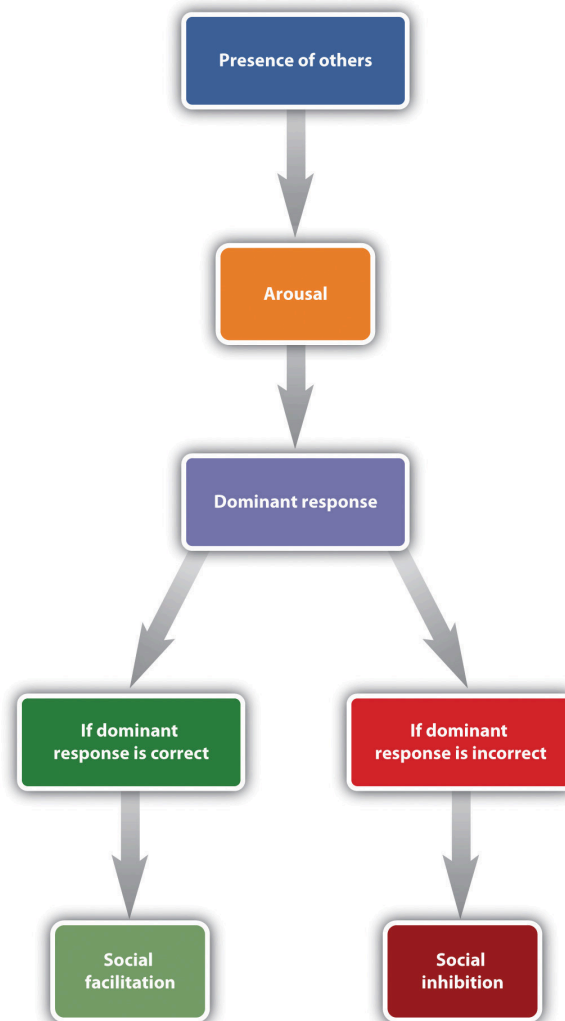 Presence of others
Arousal
Dominant response
If dominant
response is correct
If dominant
response is incorrect
Social
facilitation
Social
inhibition